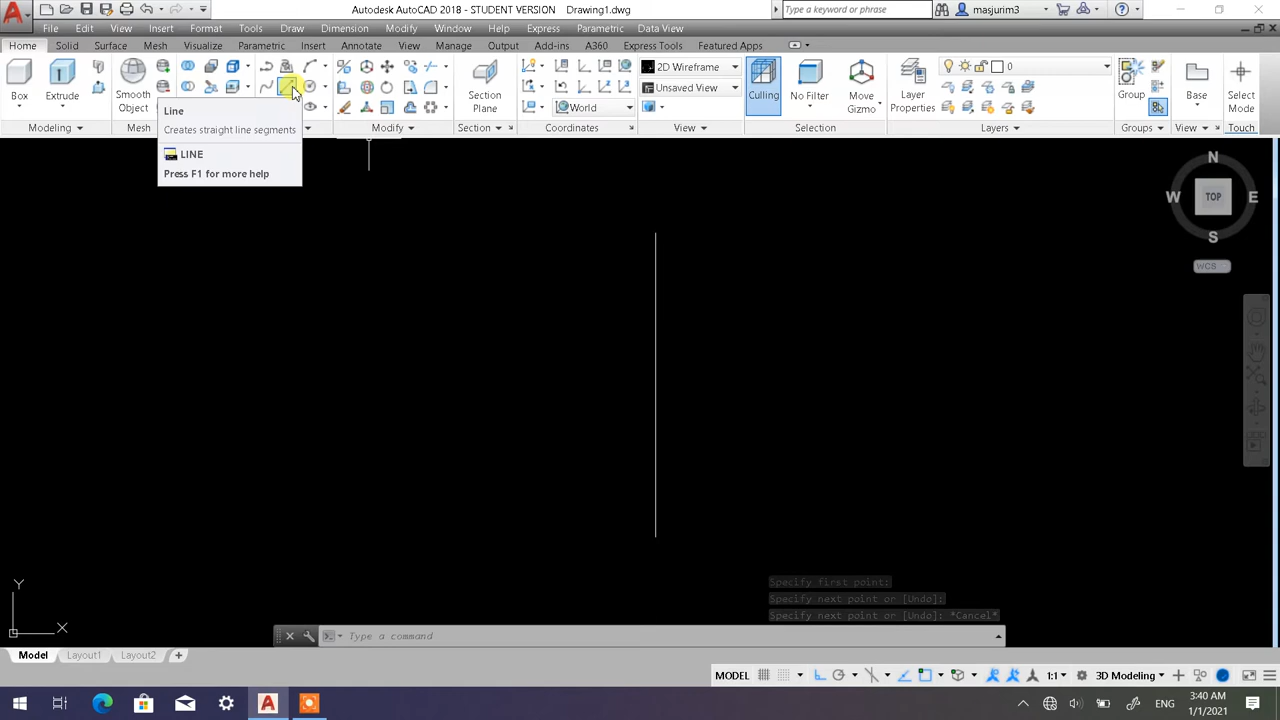 Autodesk AutoCAD 2018 - STUDENT VERSION Drawing1.dwg
Type a keyword or phrase
masjurim3
File Edit View Insert Format Tools Draw Dimension Modify Window Help Express Parametric Data View
Home Solid Surface Mesh Visualize Parametric Insert Annotate View Manage Output Add-ins A360 Express Tools Featured Apps
Box
Extrude
Smooth Object
Section Plane
World
2D Wireframe
Unsaved View
Culling
No Filter
Move Gizmo
Layer Properties
0
Group
Base
Select Mode
Modeling
Mesh
Modify
Section
Coordinates
View
Selection
Layers
Groups
View
Touch
Line
Creates straight line segments
LINE
Press F1 for more help
N
W
TOP
E
S
WCS
Y
X
Specify first point:
Specify next point or [Undo]:
Specify next point or [Undo]: *Cancel*
Type a command
Model Layout1 Layout2
MODEL
1:1
3D Modeling
ENG
3:40 AM
1/1/2021